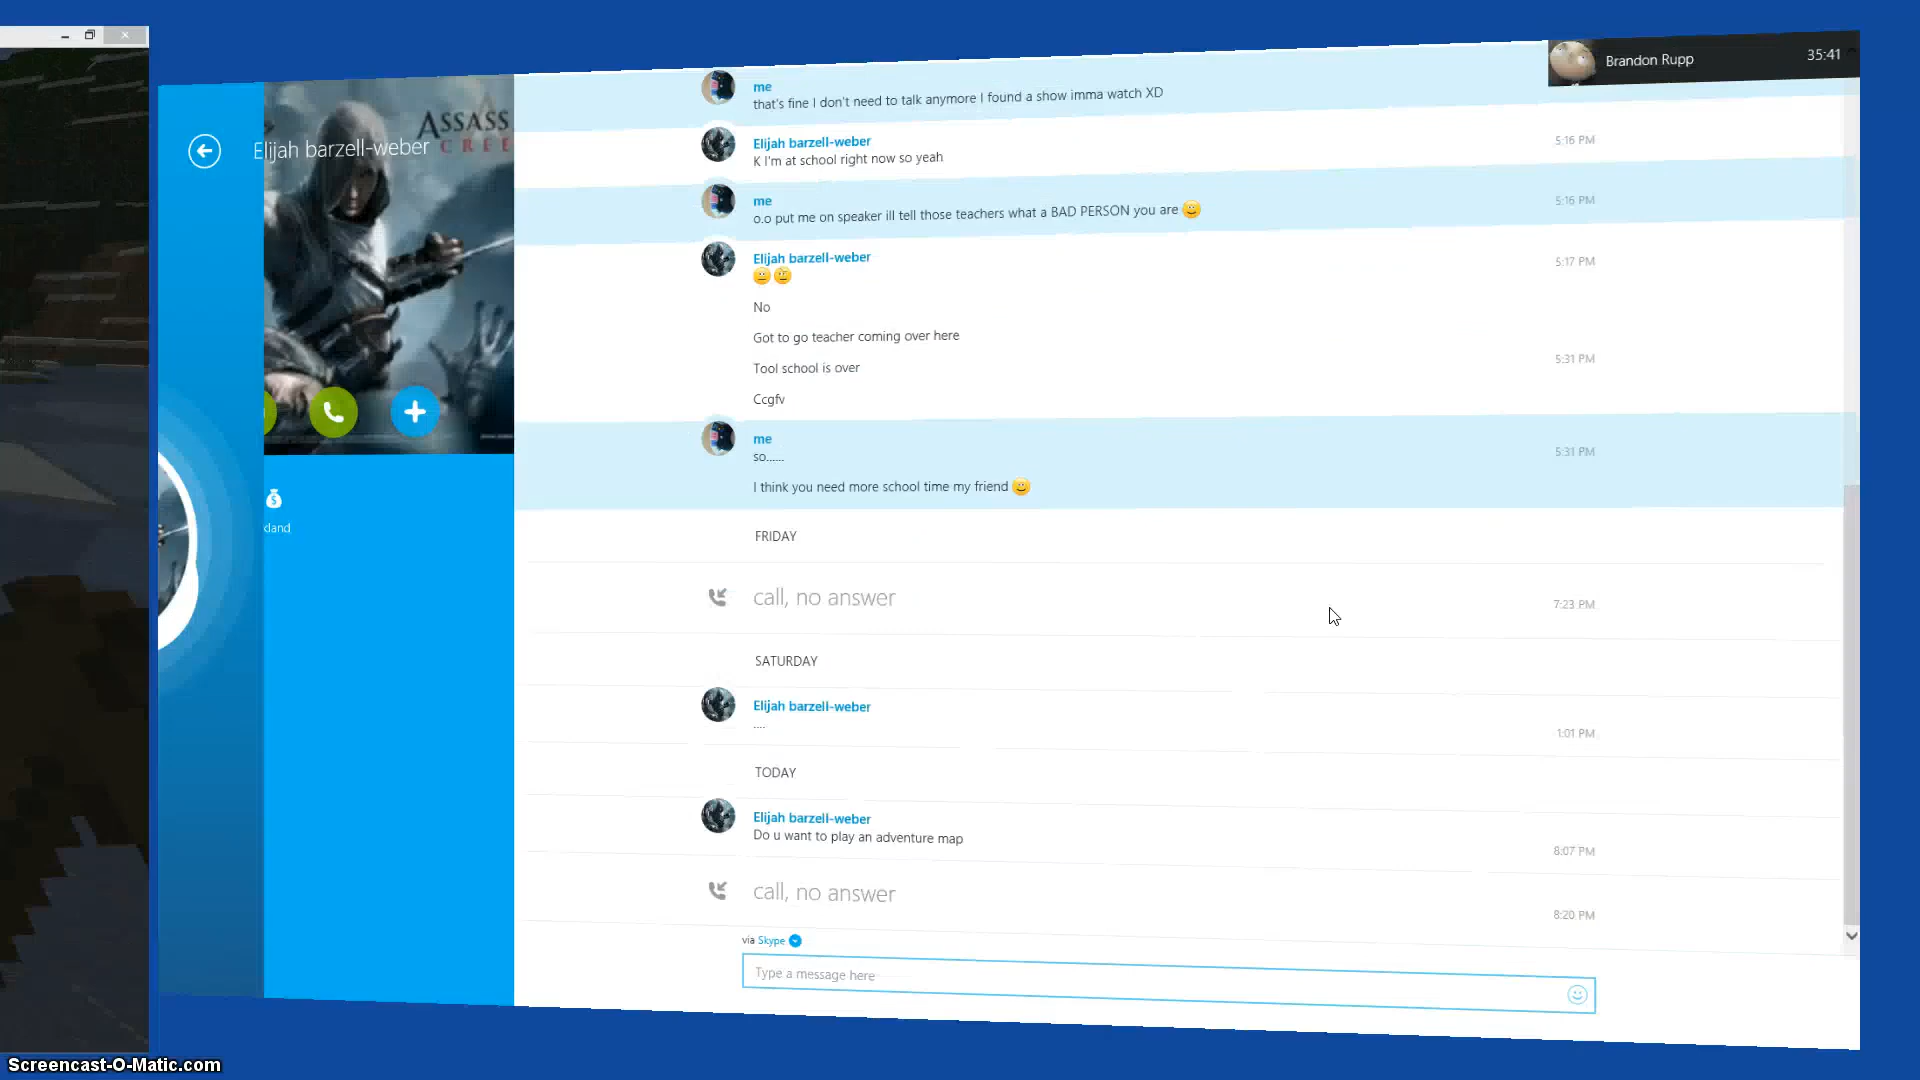 Brandon Rupp 35:41
me
that's fine I don't need to talk anymore I found a show imma watch XD
ASSASS
CREE
Elijah barzell-weber
Elijah barzell-weber 5:16 PM
K I'm at school right now so yeah
me 5:16 PM
o.o put me on speaker ill tell those teachers what a BAD PERSON you are
Elijah barzell-weber 5:17 PM
No
Got to go teacher coming over here
5:31 PM
Tool school is over
Ccgfv
me 5:31 PM
so......
I think you need more school time my friend
dand
FRIDAY
call, no answer 7:23 PM
SATURDAY
Elijah barzell-weber
.... 1:01 PM
TODAY
Elijah barzell-weber
Do u want to play an adventure map 8:07 PM
call, no answer 8:20 PM
via Skype
Type a message here
Screencast-O-Matic.com